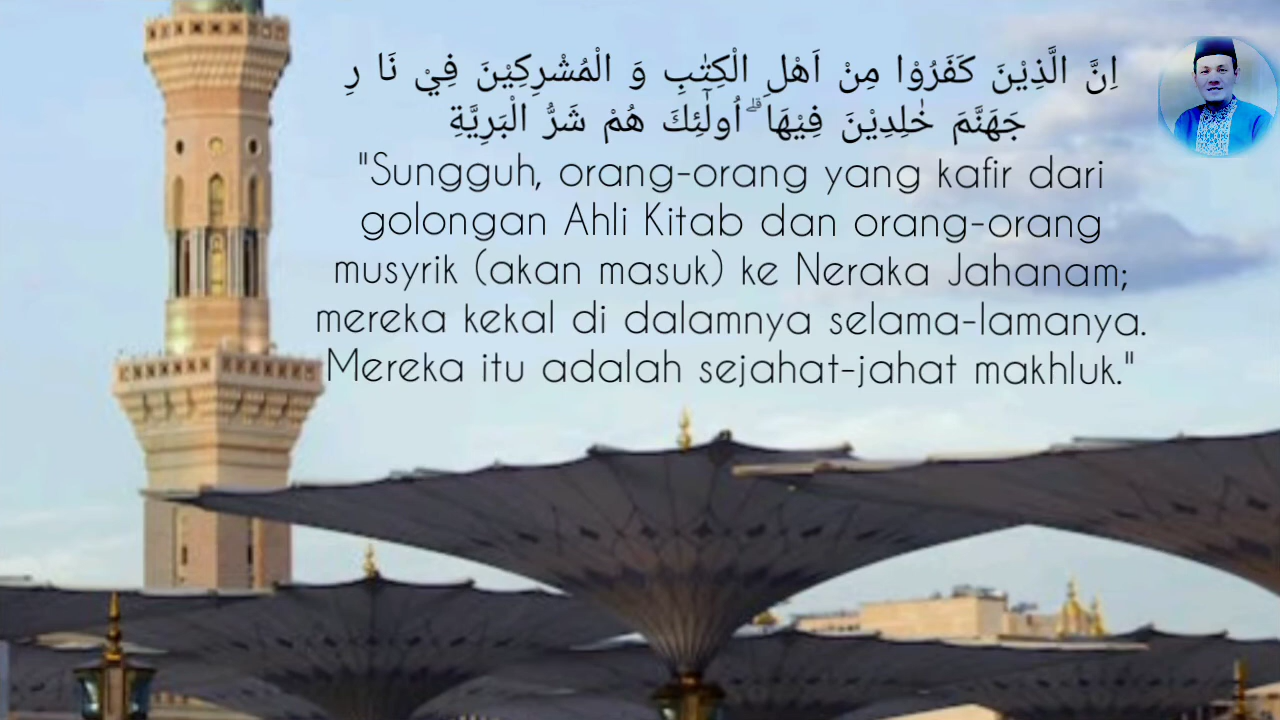 اِنَّ الَّذِيْنَ كَفَرُوْا مِنْ اَهْلِ الْكِتٰبِ وَ الْمُشْرِكِيْنَ فِيْ نَا رِ
جَهَنَّمَ خٰلِدِيْنَ فِيْهَا ۗ اُولٰٓئِكَ هُمْ شَرُّ الْبَرِيَّةِ
"Sungguh, orang-orang yang kafir dari
golongan Ahli Kitab dan orang-orang
musyrik (akan masuk) ke Neraka Jahanam;
mereka kekal di dalamnya selama-lamanya.
Mereka itu adalah sejahat-jahat makhluk."